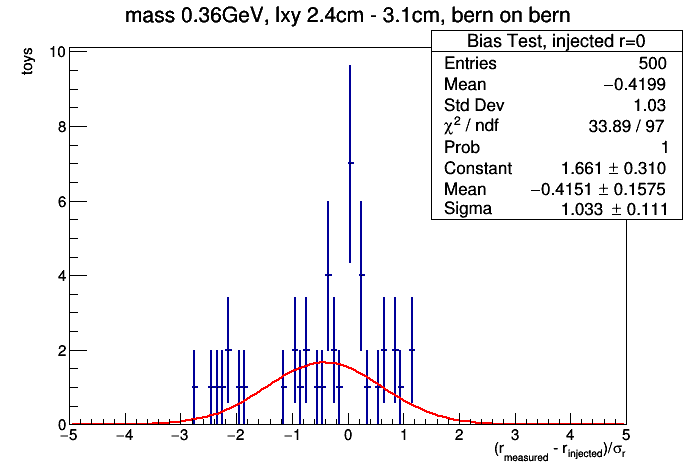 mass 0.36GeV, lxy 2.4cm - 3.1cm, bern on bern
Bias Test, injected r=0
Entries 500
Mean −0.4199
Std Dev 1.03
χ² / ndf 33.89 / 97
Prob 1
Constant 1.661 ± 0.310
Mean −0.4151 ± 0.1575
Sigma 1.033 ± 0.111
toys
10
8
6
4
2
0
−5 −4 −3 −2 −1 0 1 2 3 4 5
(r_measured - r_injected)/σ_r